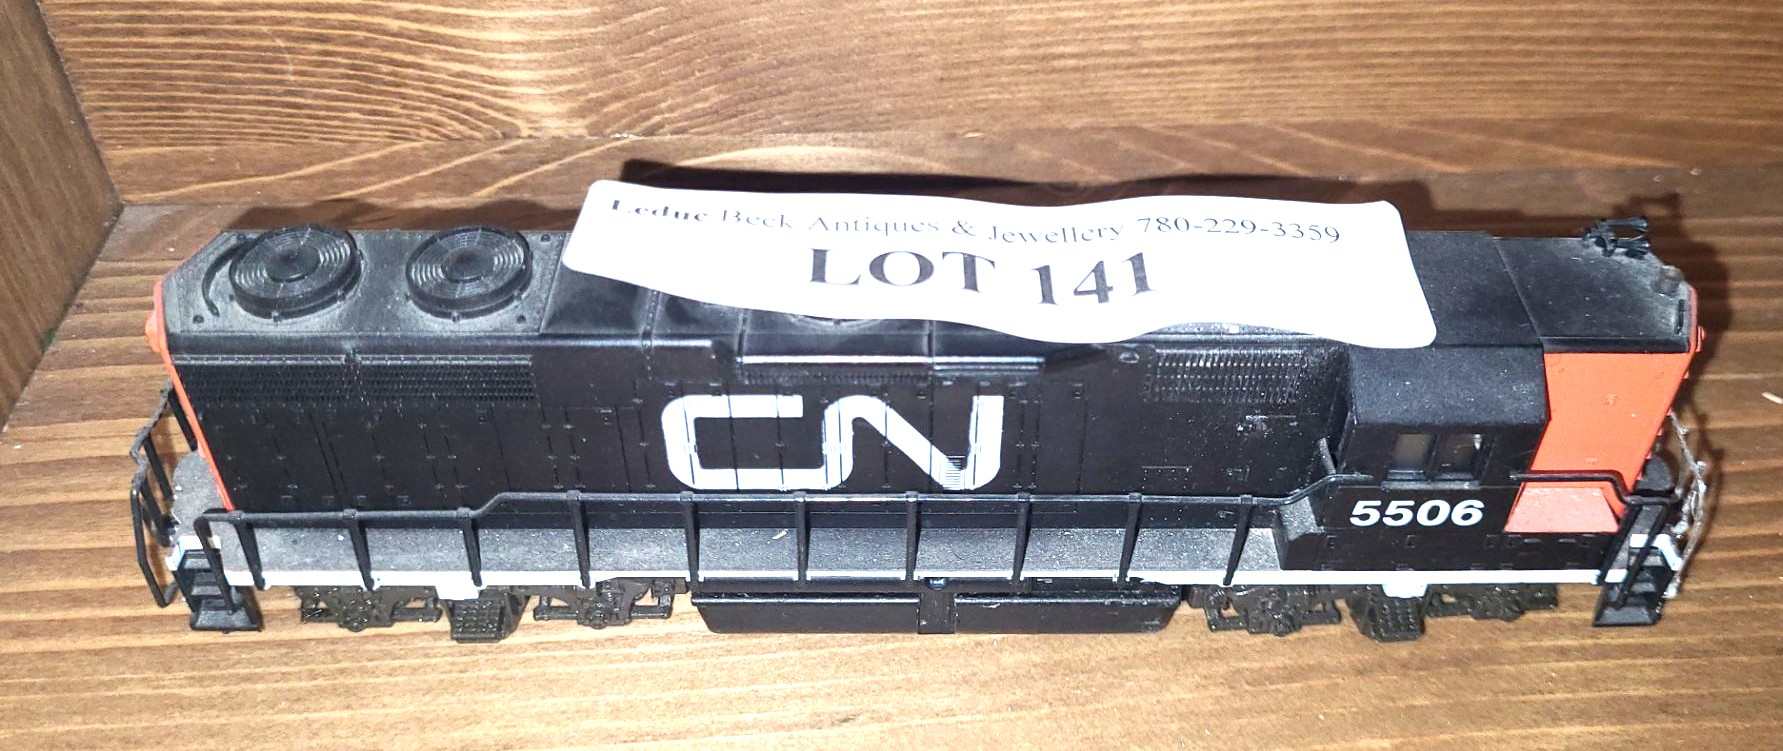 Leduc Beck Antiques & Jewellery 780-229-3359
LOT 141
CN
5506